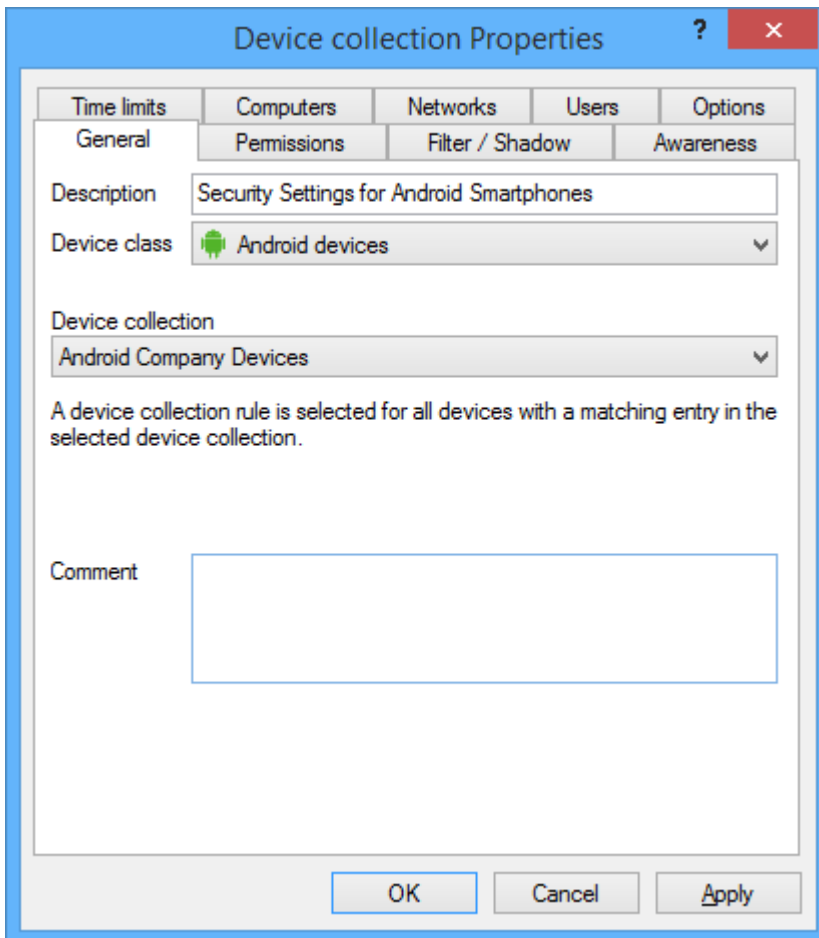 Device collection Properties ? ×
Time limits Computers Networks Users Options
General Permissions Filter / Shadow Awareness
Description Security Settings for Android Smartphones
Device class Android devices
Device collection
Android Company Devices
A device collection rule is selected for all devices with a matching entry in the
selected device collection.
Comment
OK Cancel Apply